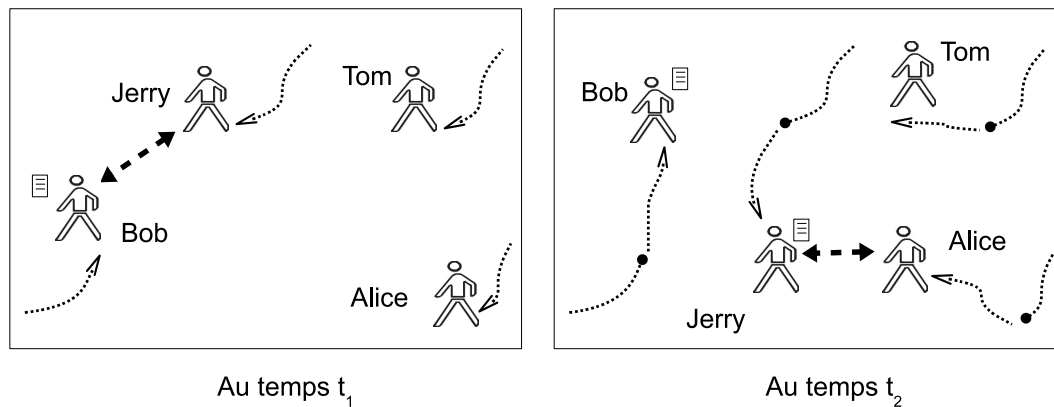 Jerry
Tom
Bob
Alice
Au temps t1
Bob
Tom
Alice
Jerry
Au temps t2